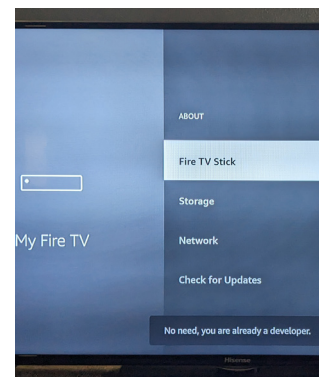 ABOUT
Fire TV Stick
Storage
My Fire TV
Network
Check for Updates
No need, you are already a developer.
Hisense